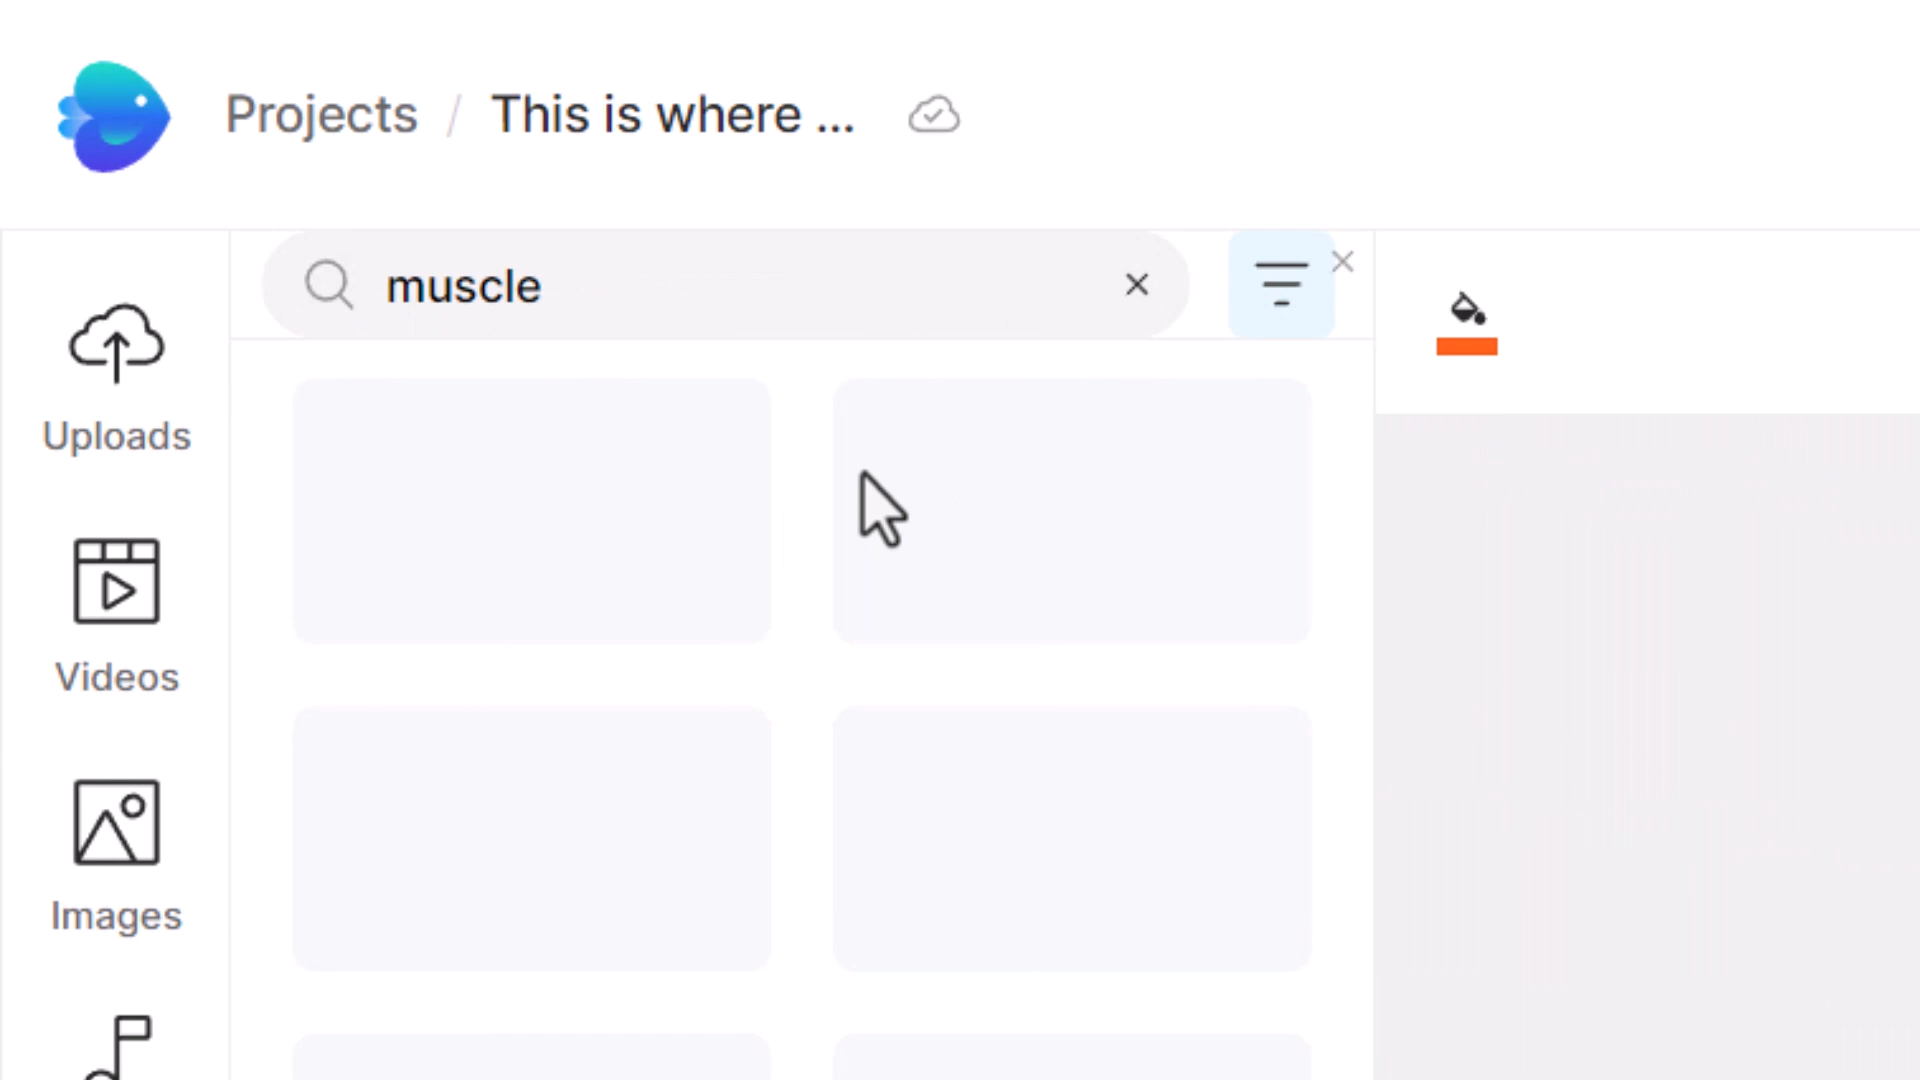 Projects / This is where ...
muscle
Uploads
Videos
Images